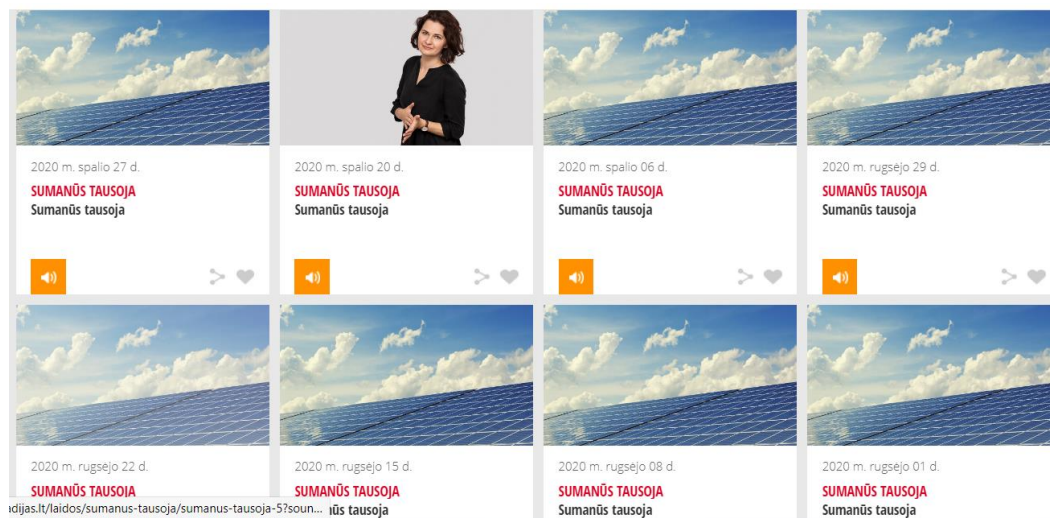 2020 m. spalio 27 d.
SUMANŪS TAUSOJA
Sumanūs tausoja
2020 m. spalio 20 d.
SUMANŪS TAUSOJA
Sumanūs tausoja
2020 m. spalio 06 d.
SUMANŪS TAUSOJA
Sumanūs tausoja
2020 m. rugsėjo 29 d.
SUMANŪS TAUSOJA
Sumanūs tausoja
2020 m. rugsėjo 22 d.
SUMANŪS TAUSOJA
2020 m. rugsėjo 15 d.
SUMANŪS TAUSOJA
tausoja
2020 m. rugsėjo 08 d.
SUMANŪS TAUSOJA
Sumanūs tausoja
2020 m. rugsėjo 01 d.
SUMANŪS TAUSOJA
Sumanūs tausoja
dijas.lt/laidos/sumanus-tausoja/sumanus-tausoja-5?soun...